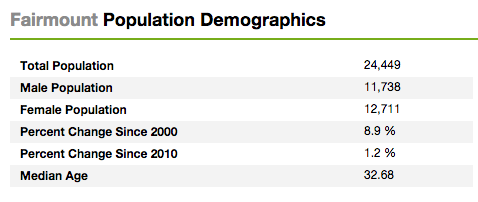 Fairmount Population Demographics
Total Population 24,449
Male Population 11,738
Female Population 12,711
Percent Change Since 2000 8.9 %
Percent Change Since 2010 1.2 %
Median Age 32.68